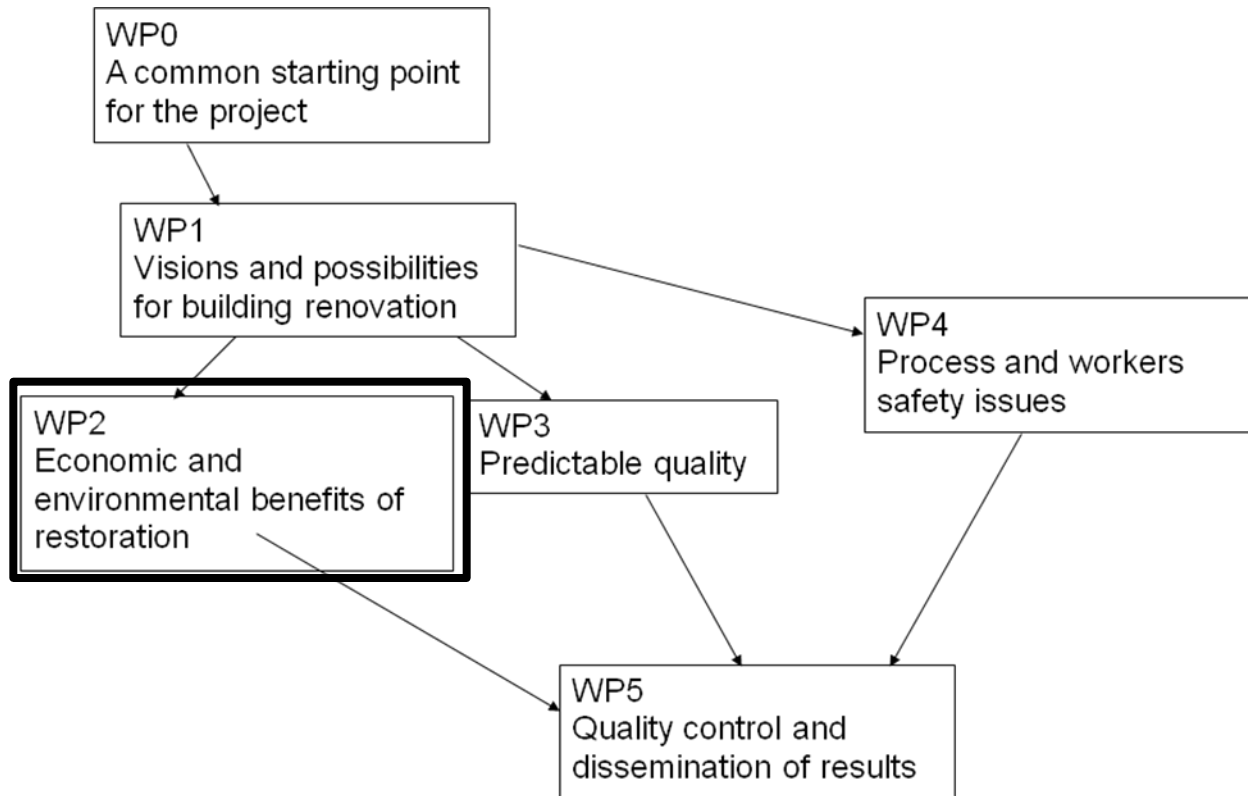 WP0
A common starting point
for the project
WP1
Visions and possibilities
for building renovation
WP4
Process and workers
safety issues
WP2
Economic and
environmental benefits of
restoration
WP3
Predictable quality
WP5
Quality control and
dissemination of results